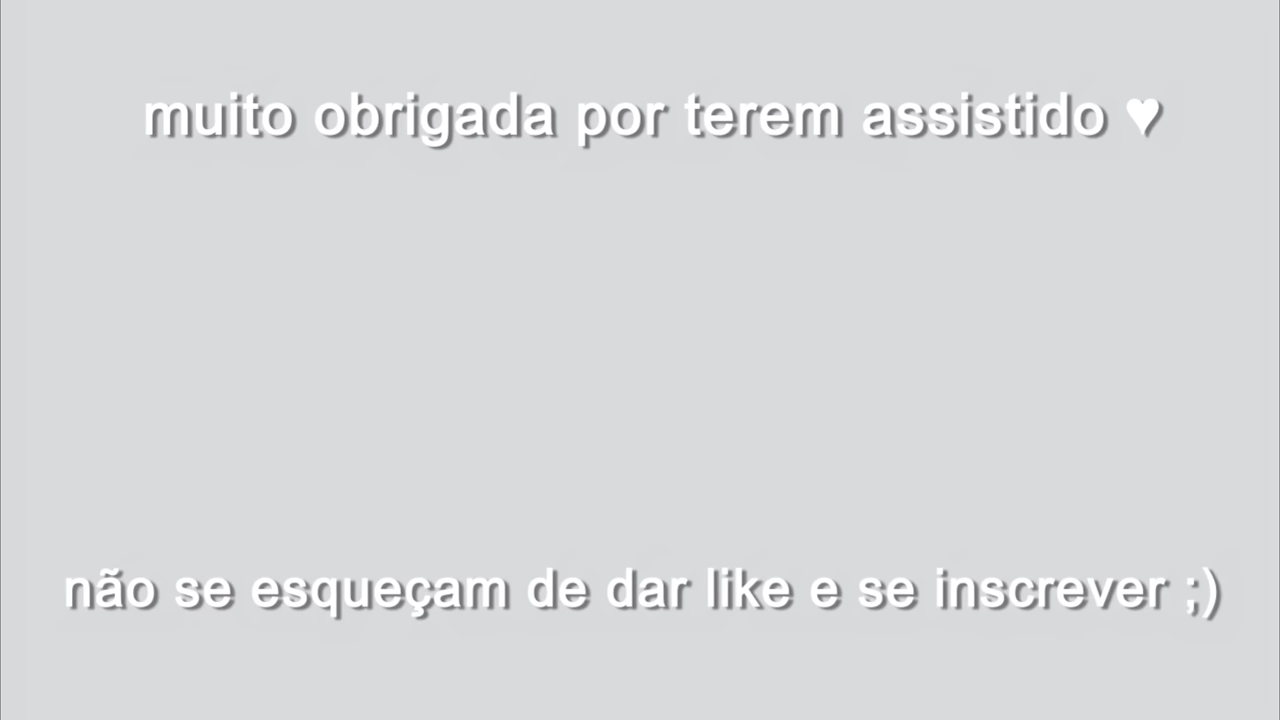 muito obrigada por terem assistido ♥
não se esqueçam de dar like e se inscrever ;)